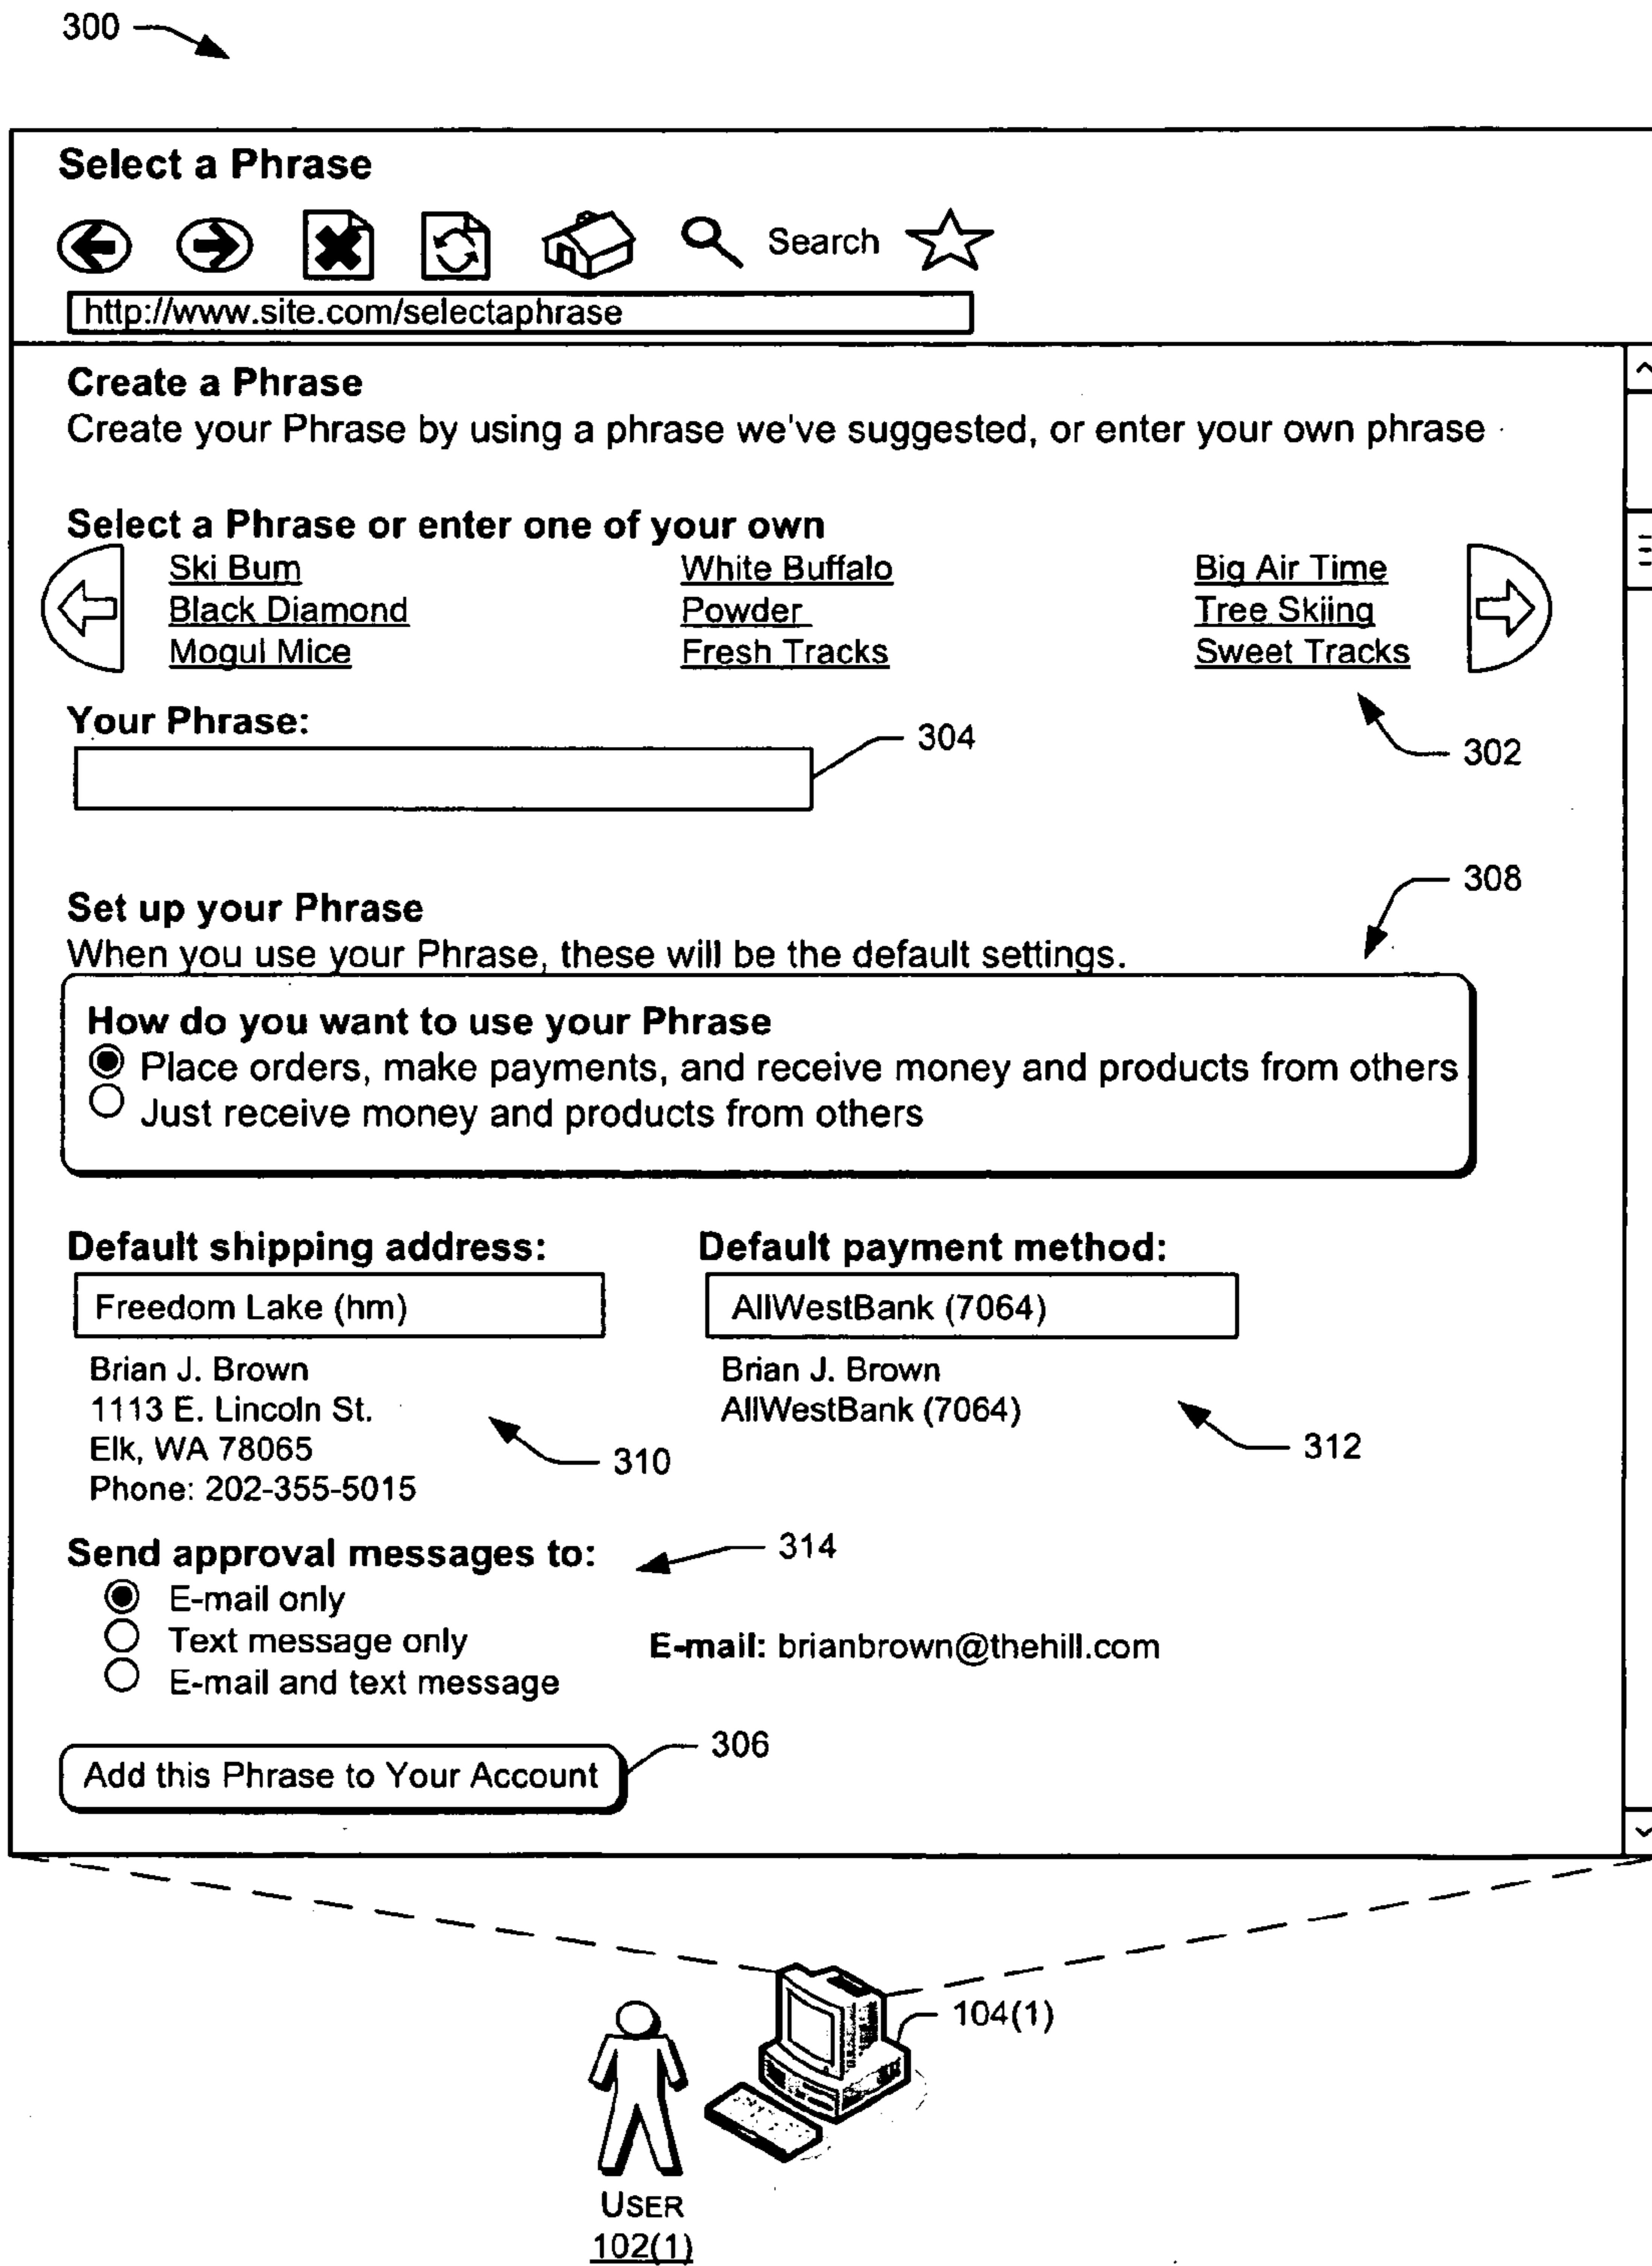 300
Select a Phrase
Search
http://www.site.com/selectaphrase
Create a Phrase
Create your Phrase by using a phrase we've suggested, or enter your own phrase
Select a Phrase or enter one of your own
Ski Bum White Buffalo Big Air Time
Black Diamond Powder Tree Skiing
Mogul Mice Fresh Tracks Sweet Tracks
Your Phrase:
304
302
308
Set up your Phrase
When you use your Phrase, these will be the default settings.
How do you want to use your Phrase
Place orders, make payments, and receive money and products from others
Just receive money and products from others
Default shipping address: Default payment method:
Freedom Lake (hm) AllWestBank (7064)
Brian J. Brown Brian J. Brown
1113 E. Lincoln St. AllWestBank (7064)
Elk, WA 78065
310 312
Phone: 202-355-5015
Send approval messages to: 314
E-mail only
Text message only E-mail: brianbrown@thehill.com
E-mail and text message
306
Add this Phrase to Your Account
104(1)
USER
102(1)